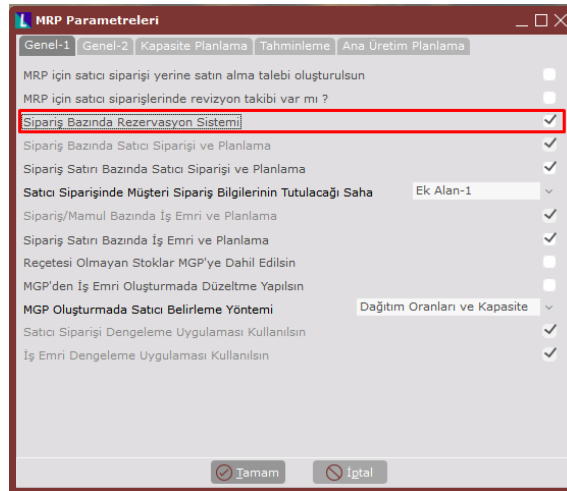 MRP Parametreleri
Genel-1 Genel-2 Kapasite Planlama Tahminleme Ana Üretim Planlama
MRP için satıcı siparişi yerine satın alma talebi oluşturulsun
MRP için satıcı siparişlerinde revizyon takibi var mı ?
Sipariş Bazında Rezervasyon Sistemi
Sipariş Bazında Satıcı Siparişi ve Planlama
Sipariş Satırı Bazında Satıcı Siparişi ve Planlama
Satıcı Siparişinde Müşteri Sipariş Bilgilerinin Tutulacağı Saha Ek Alan-1
Sipariş/Mamul Bazında İş Emri ve Planlama
Sipariş Satırı Bazında İş Emri ve Planlama
Reçetesi Olmayan Stoklar MGP'ye Dahil Edilsin
MGP'den İş Emri Oluşturmada Düzeltme Yapılsın
MGP Oluşturmada Satıcı Belirleme Yöntemi Dağıtım Oranları ve Kapasite
Satıcı Siparişi Dengeleme Uygulaması Kullanılsın
İş Emri Dengeleme Uygulaması Kullanılsın
Tamam İptal